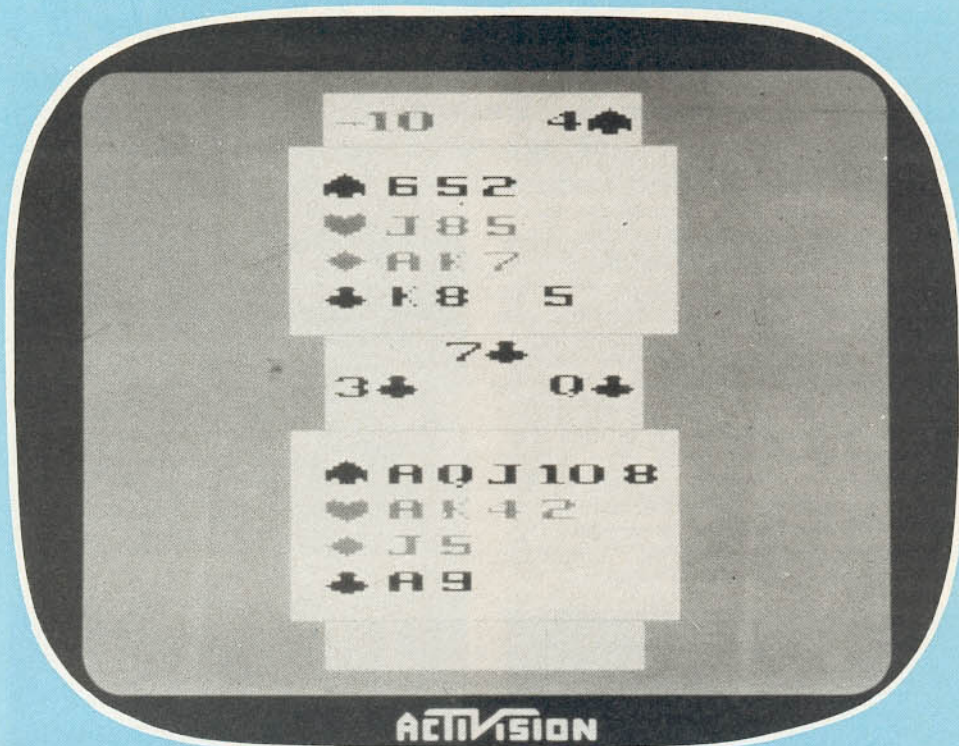 -10 4♠
♠ 6 5 2
♥ J 8 5
♦ A K 7
♣ K 8 5
7♣
3♣ Q♣
♠ A Q J 10 8
♥ A K 4 2
♦ J 5
♣ A 9
ACTIVISION